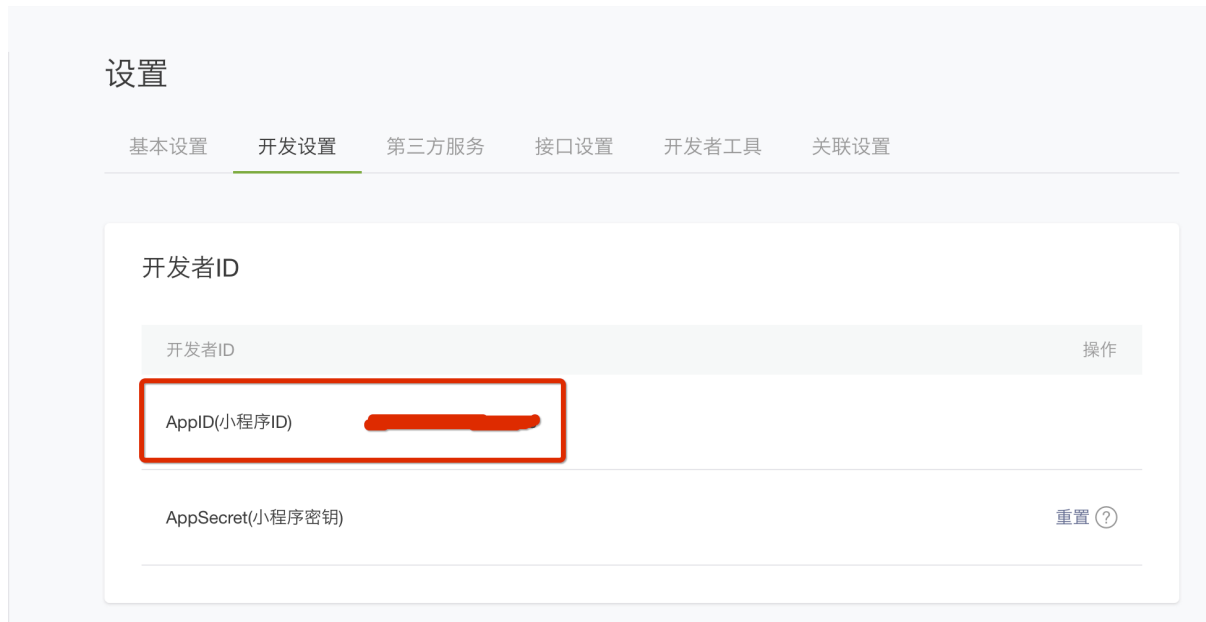 设置
基本设置 开发设置 第三方服务 接口设置 开发者工具 关联设置
开发者ID
开发者ID 操作
AppID(小程序ID)
AppSecret(小程序密钥) 重置 ?